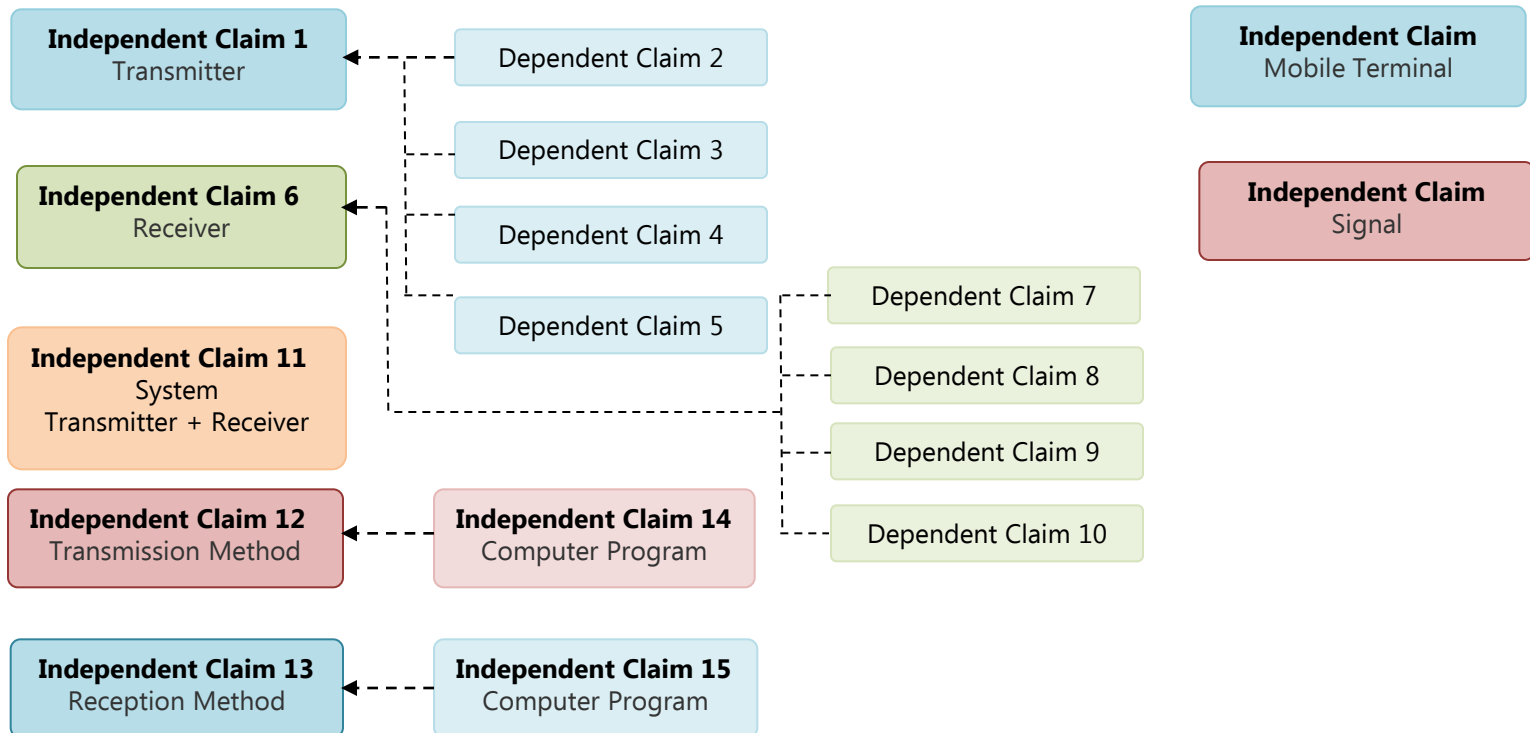 Independent Claim 1
Transmitter
Dependent Claim 2
Independent Claim
Mobile Terminal
Dependent Claim 3
Independent Claim 6
Receiver
Independent Claim
Signal
Dependent Claim 4
Dependent Claim 5
Dependent Claim 7
Independent Claim 11
System
Transmitter + Receiver
Dependent Claim 8
Dependent Claim 9
Independent Claim 12
Transmission Method
Independent Claim 14
Computer Program
Dependent Claim 10
Independent Claim 13
Reception Method
Independent Claim 15
Computer Program